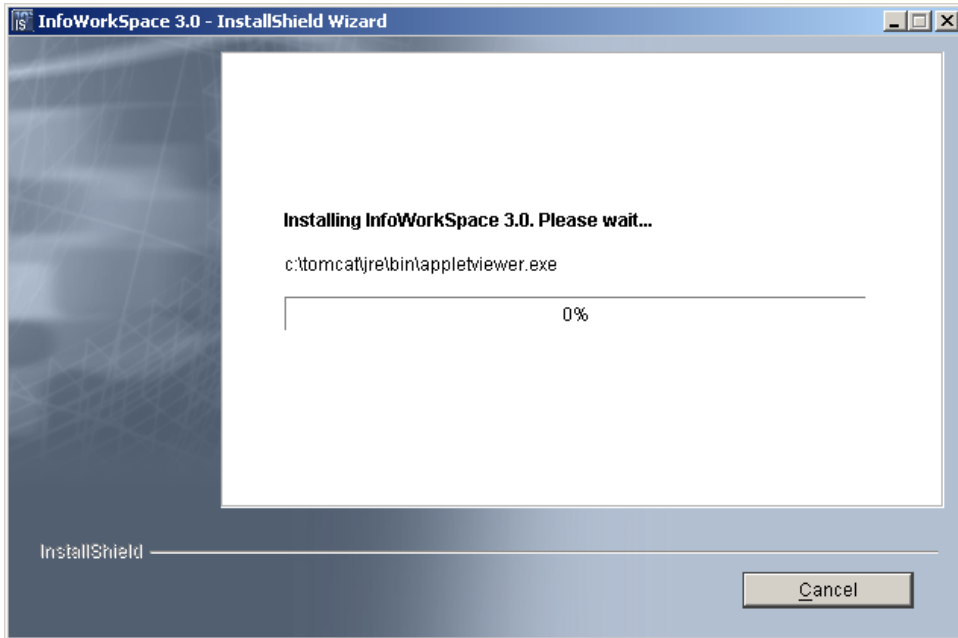 InfoWorkSpace 3.0 - InstallShield Wizard
Installing InfoWorkSpace 3.0. Please wait...
c:\tomcat\jre\bin\appletviewer.exe
0%
InstallShield
Cancel